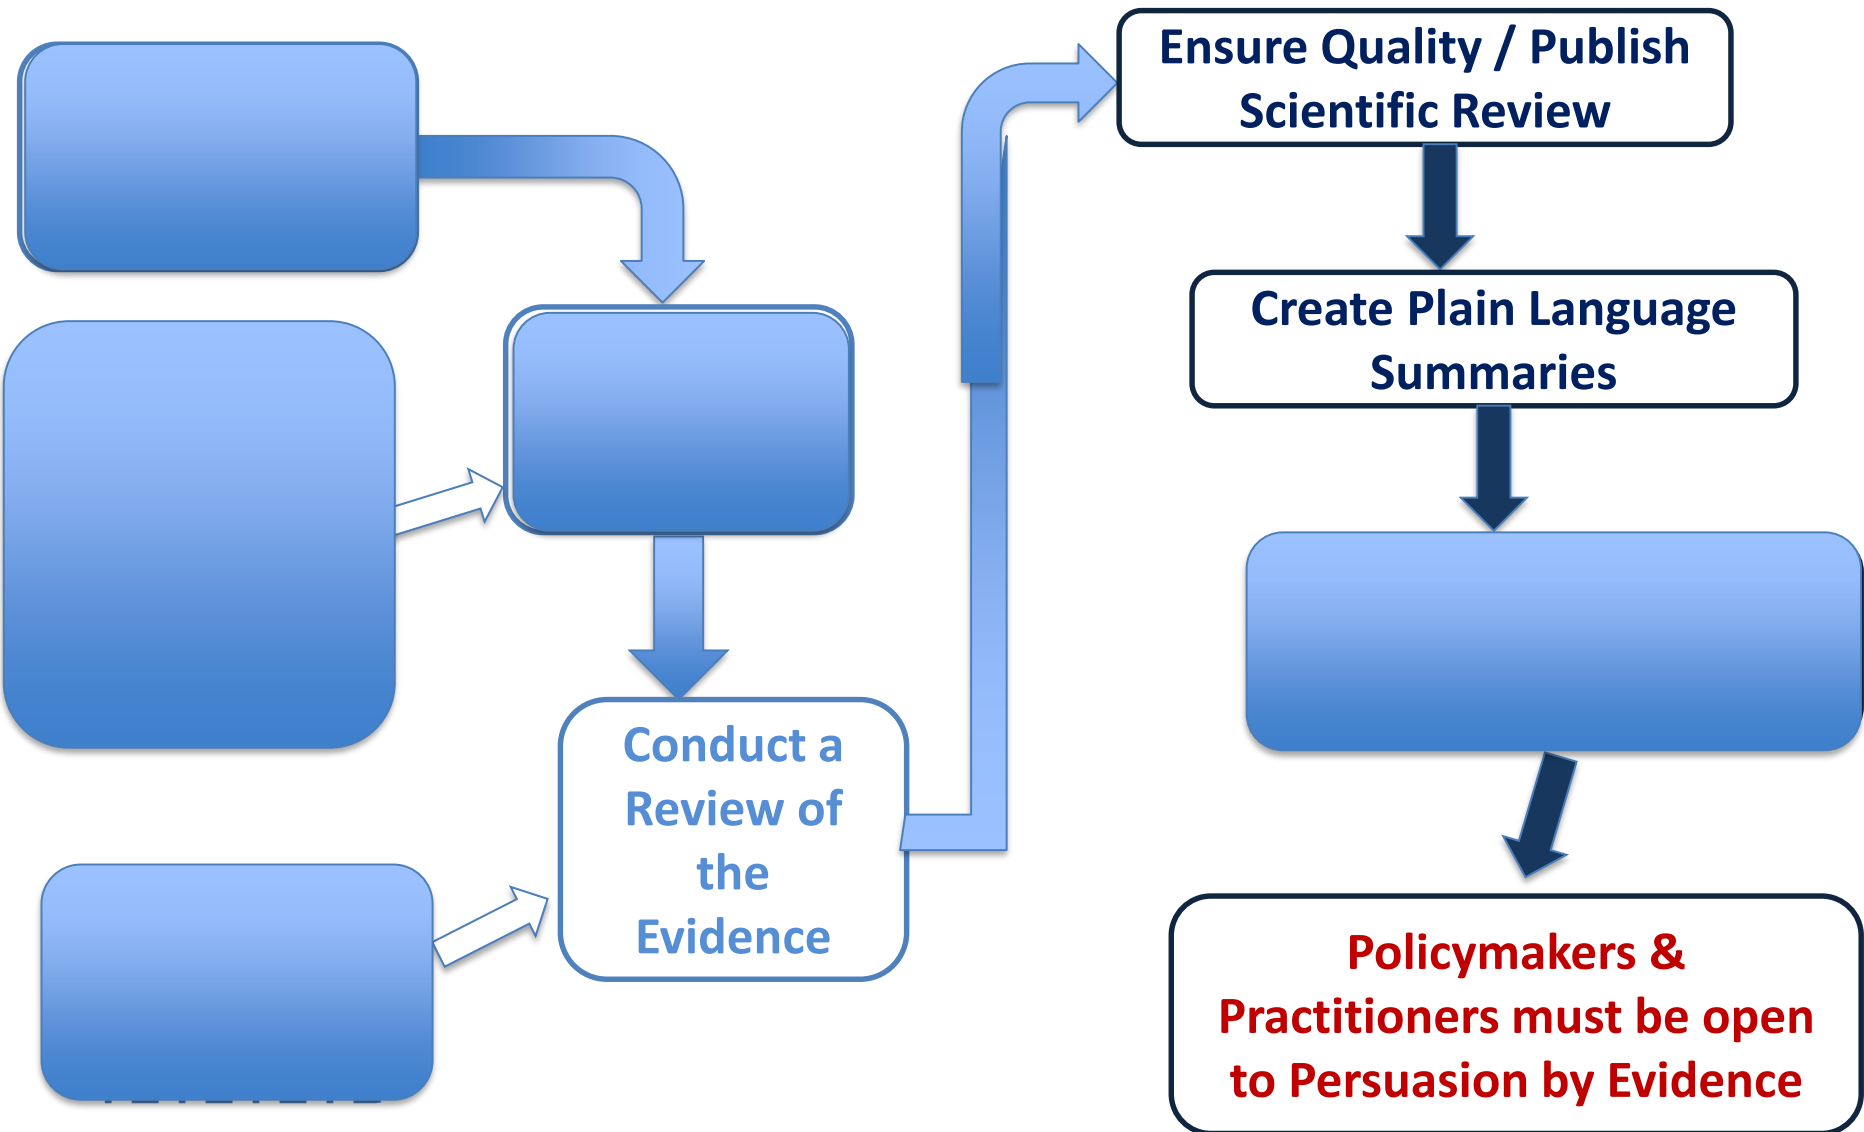 Conduct a
Review of
the
Evidence
Ensure Quality / Publish
Scientific Review
Create Plain Language
Summaries
Policymakers &
Practitioners must be open
to Persuasion by Evidence